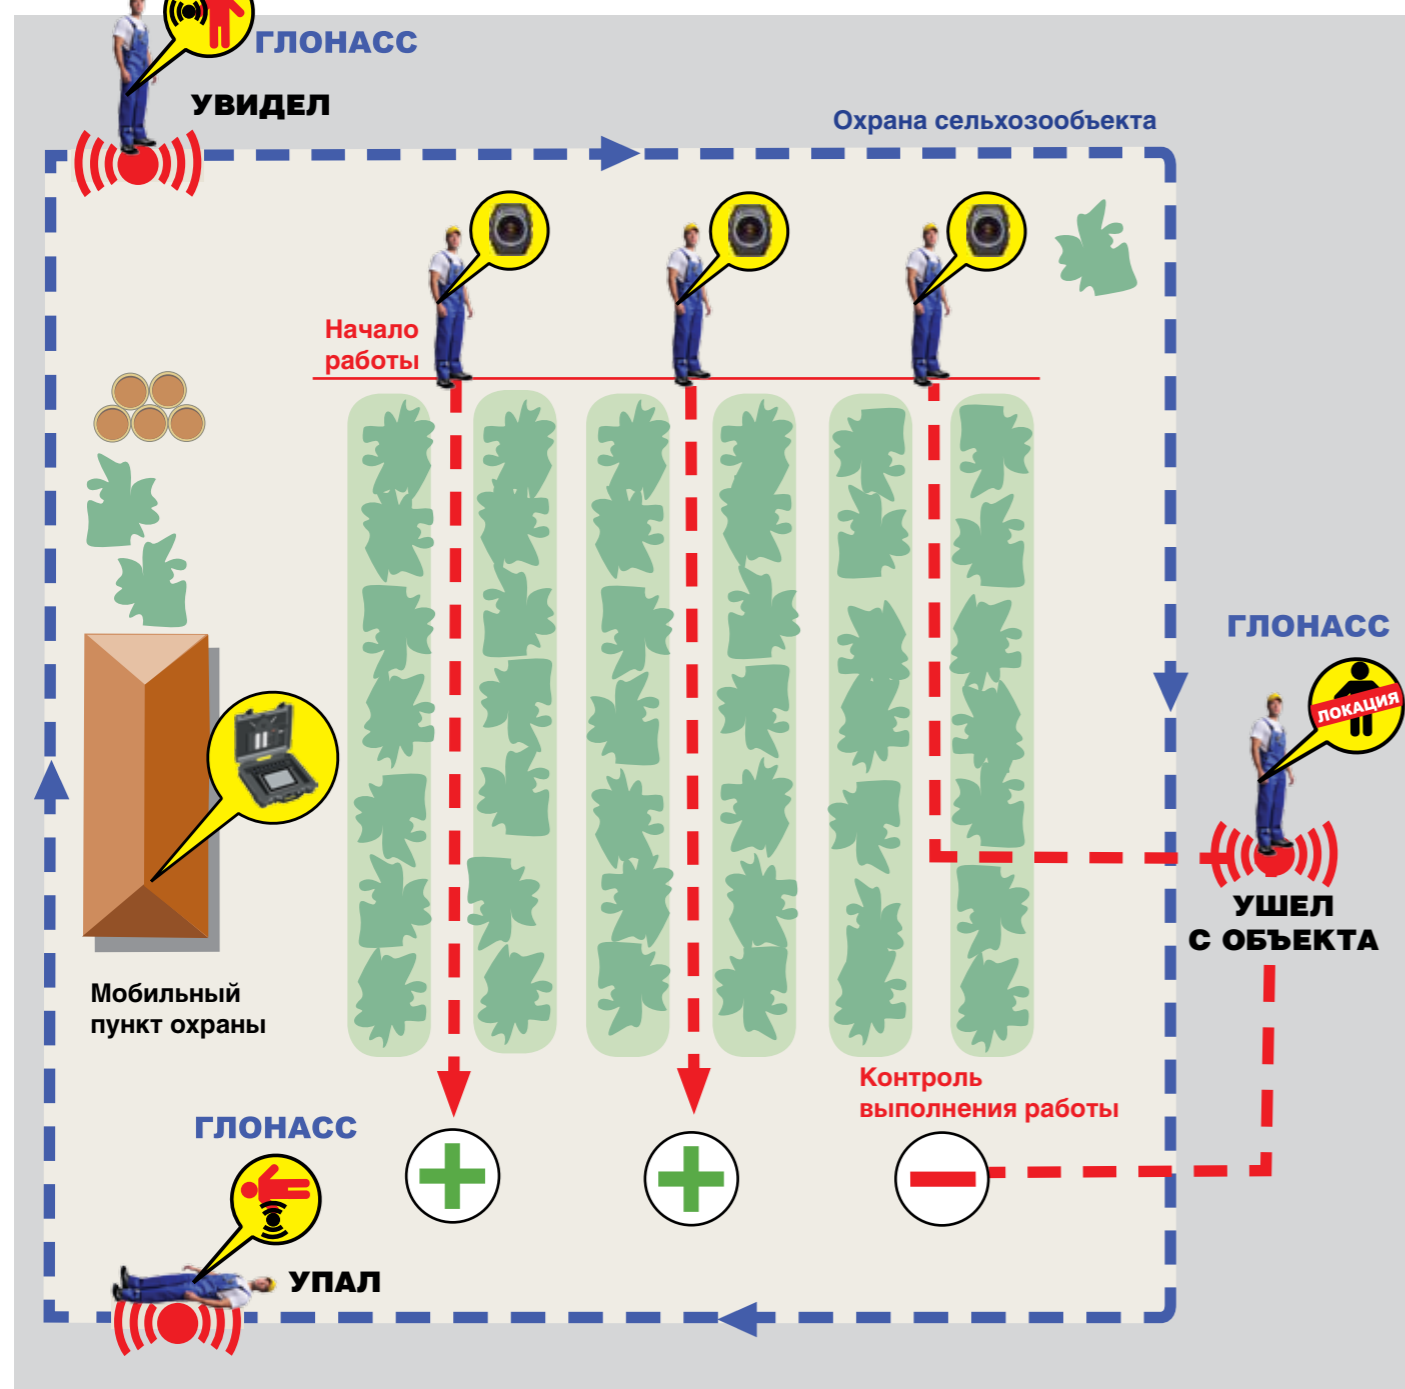 ГЛОНАСС
УВИДЕЛ
Охрана сельхозообъекта
Начало
работы
ГЛОНАСС
ЛОКАЦИЯ
УШЕЛ
С ОБЪЕКТА
Мобильный
пункт охраны
Контроль
выполнения работы
ГЛОНАСС
УПАЛ